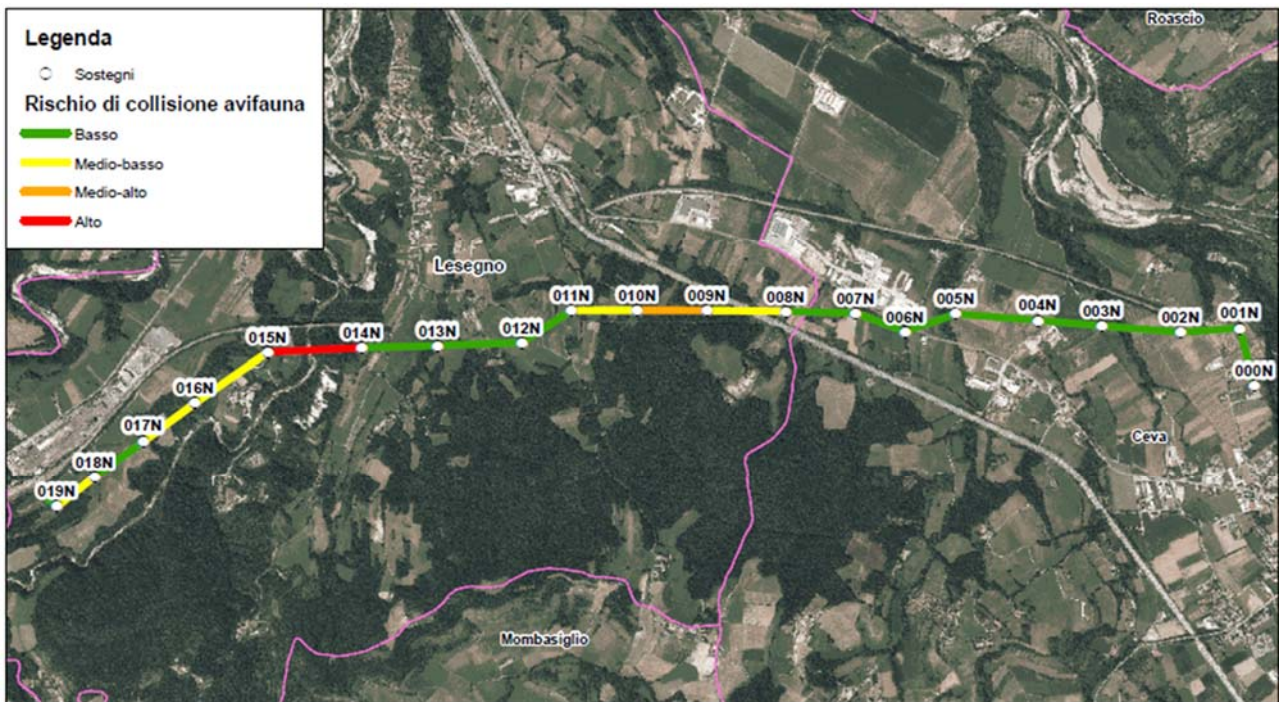 Legenda
Sostegni
Rischio di collisione avifauna
Basso
Medio-basso
Medio-alto
Alto
Roascio
Lesegno
011N
010N
009N
008N
007N
006N
005N
004N
003N
002N
001N
000N
015N
014N
013N
012N
016N
017N
018N
019N
Ceva
Mombasiglio